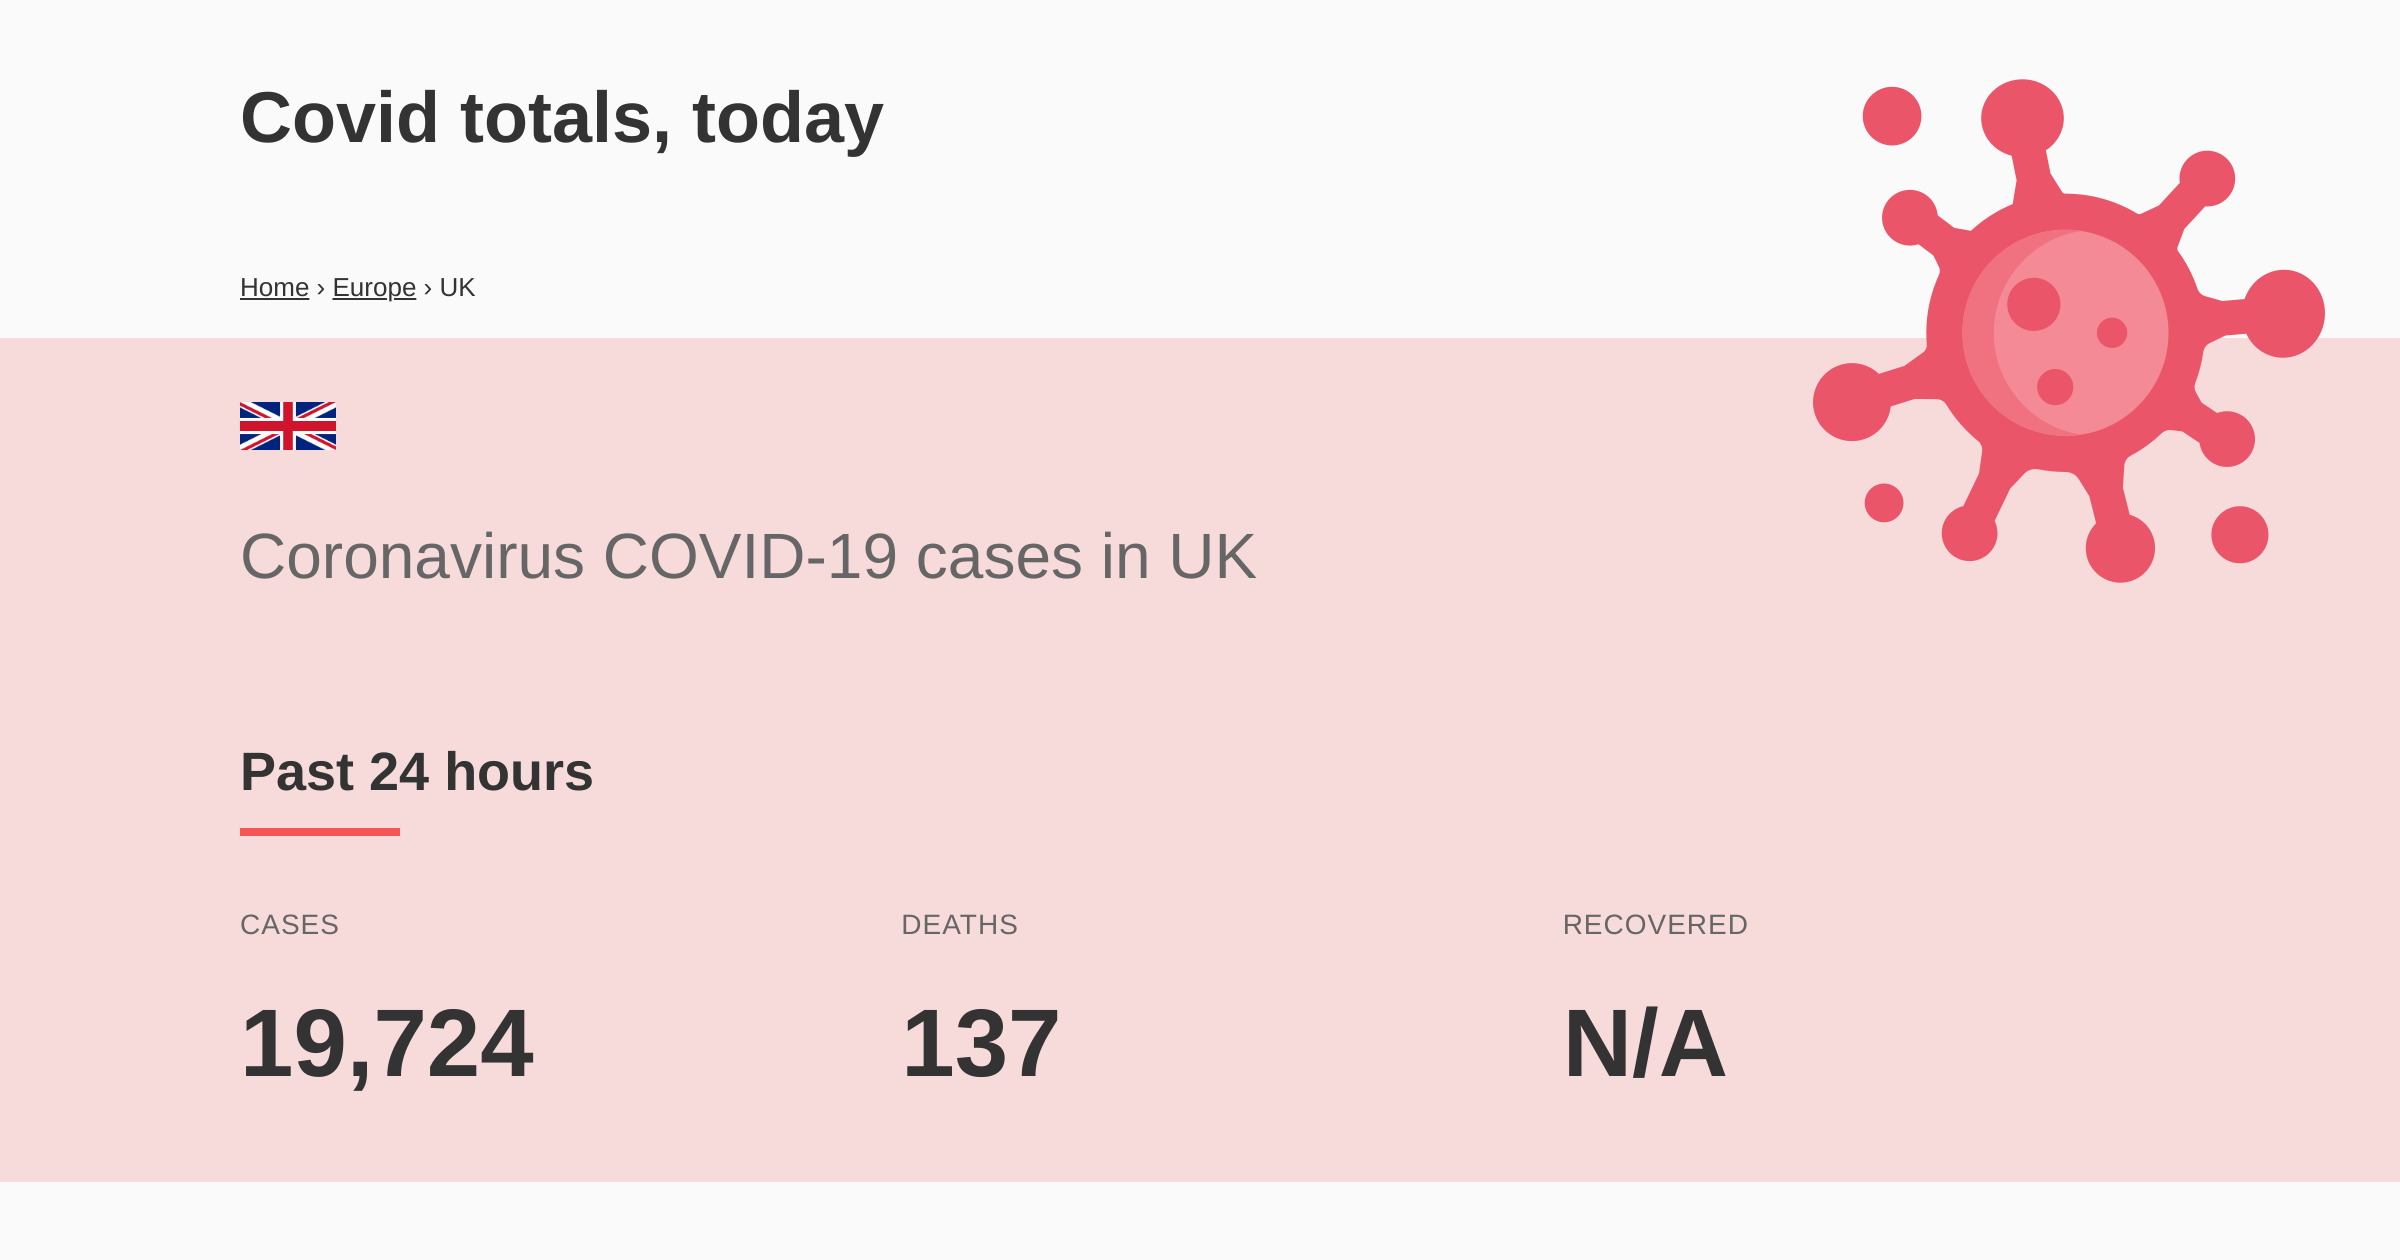 Covid totals, today
Home › Europe › UK
Coronavirus COVID-19 cases in UK
Past 24 hours
CASES DEATHS RECOVERED
19,724 137 N/A